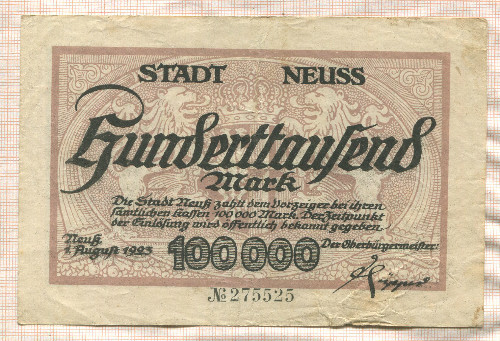 STADT NEUSS
Hunderttausend
Mark
Die Stadt Neuß zahlt dem Vorzeiger bei ihren
sämtlichen Kassen 100 000 Mark. Der Zeitpunkt
der Einlösung wird öffentlich bekannt gegeben.
Neuß, Der Oberbürgermeister:
1. August 1923 100 000
№ 275525